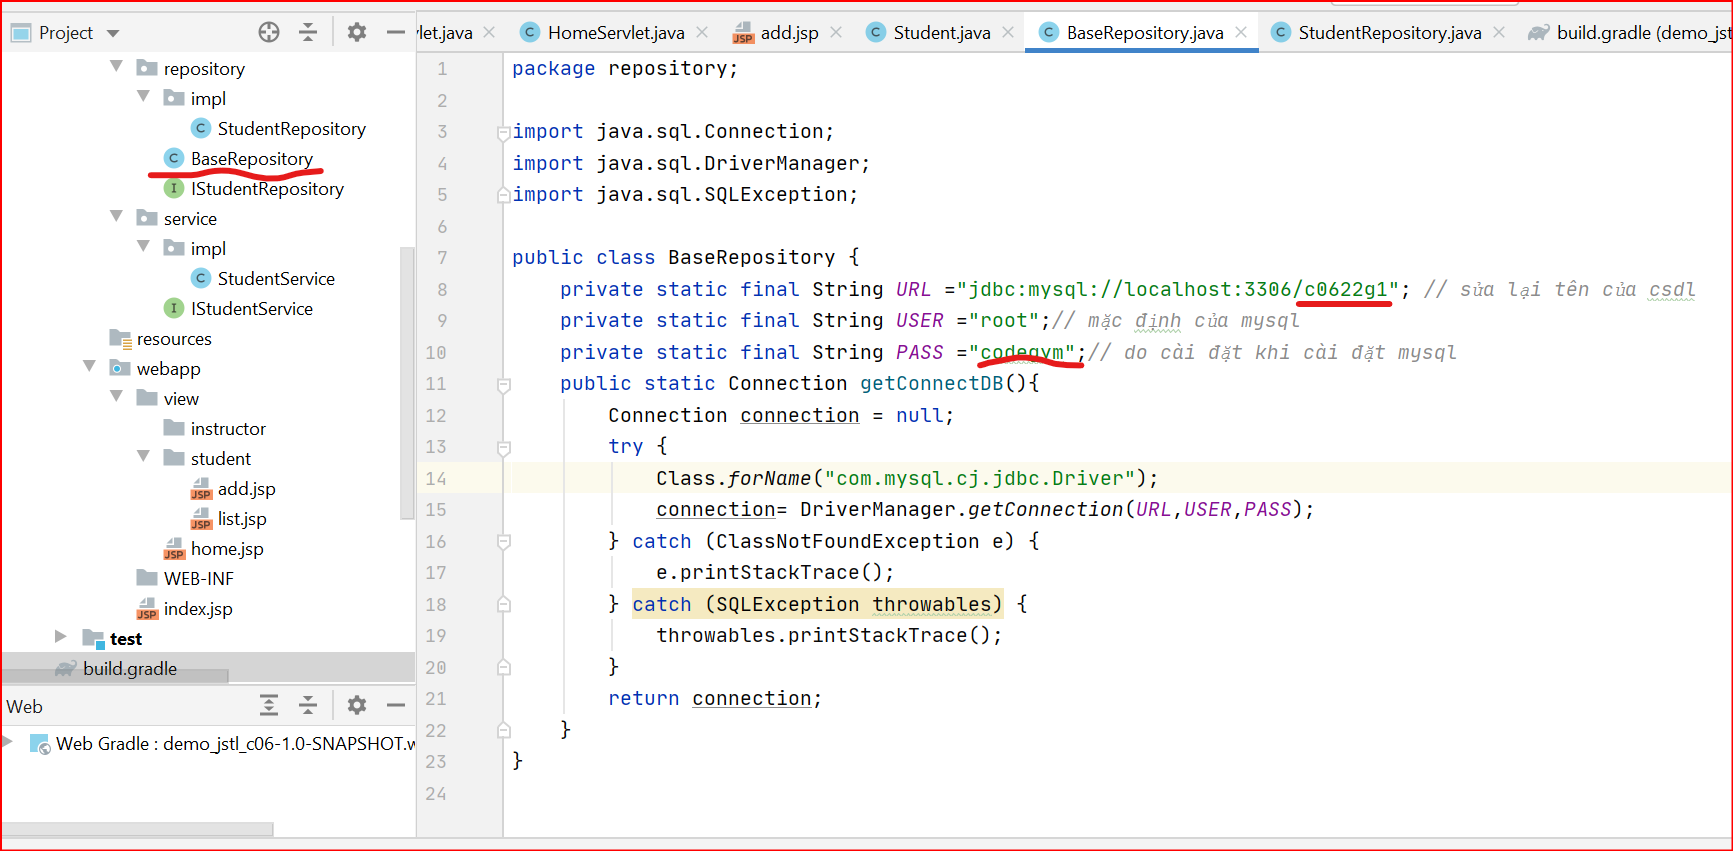 Project
vlet.java
HomeServlet.java
add.jsp
Student.java
BaseRepository.java
StudentRepository.java
build.gradle (demo_jst
repository
impl
StudentRepository
BaseRepository
IStudentRepository
service
impl
StudentService
IStudentService
resources
webapp
view
instructor
student
add.jsp
list.jsp
home.jsp
WEB-INF
index.jsp
test
build.gradle
Web
Web Gradle : demo_jstl_c06-1.0-SNAPSHOT.w
1 package repository;
2
3 import java.sql.Connection;
4 import java.sql.DriverManager;
5 import java.sql.SQLException;
6
7 public class BaseRepository {
8 private static final String URL ="jdbc:mysql://localhost:3306/c0622g1"; // sửa lại tên của csdl
9 private static final String USER ="root";// mặc định của mysql
10 private static final String PASS ="codegym";// do cài đặt khi cài đặt mysql
11 public static Connection getConnectDB(){
12 Connection connection = null;
13 try {
14 Class.forName("com.mysql.cj.jdbc.Driver");
15 connection= DriverManager.getConnection(URL,USER,PASS);
16 } catch (ClassNotFoundException e) {
17 e.printStackTrace();
18 } catch (SQLException throwables) {
19 throwables.printStackTrace();
20 }
21 return connection;
22 }
23 }
24